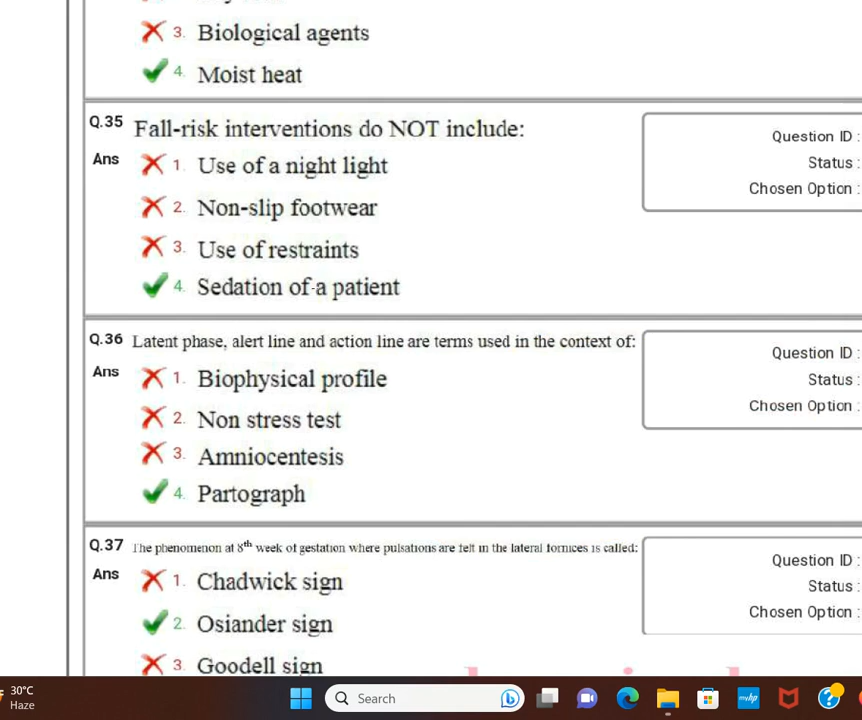 3. Biological agents
4. Moist heat
Q.35 Fall-risk interventions do NOT include:
Question ID :
Ans 1. Use of a night light
Status :
Chosen Option :
2. Non-slip footwear
3. Use of restraints
4. Sedation of a patient
Q.36 Latent phase, alert line and action line are terms used in the context of:
Question ID :
Ans 1. Biophysical profile
Status :
Chosen Option :
2. Non stress test
3. Amniocentesis
4. Partograph
Q.37 The phenomenon at 8th week of gestation where pulsations are felt in the lateral fornices is called:
Question ID :
Ans 1. Chadwick sign
Status :
Chosen Option :
2. Osiander sign
3. Goodell sign
30°C
Haze
Search
myhp